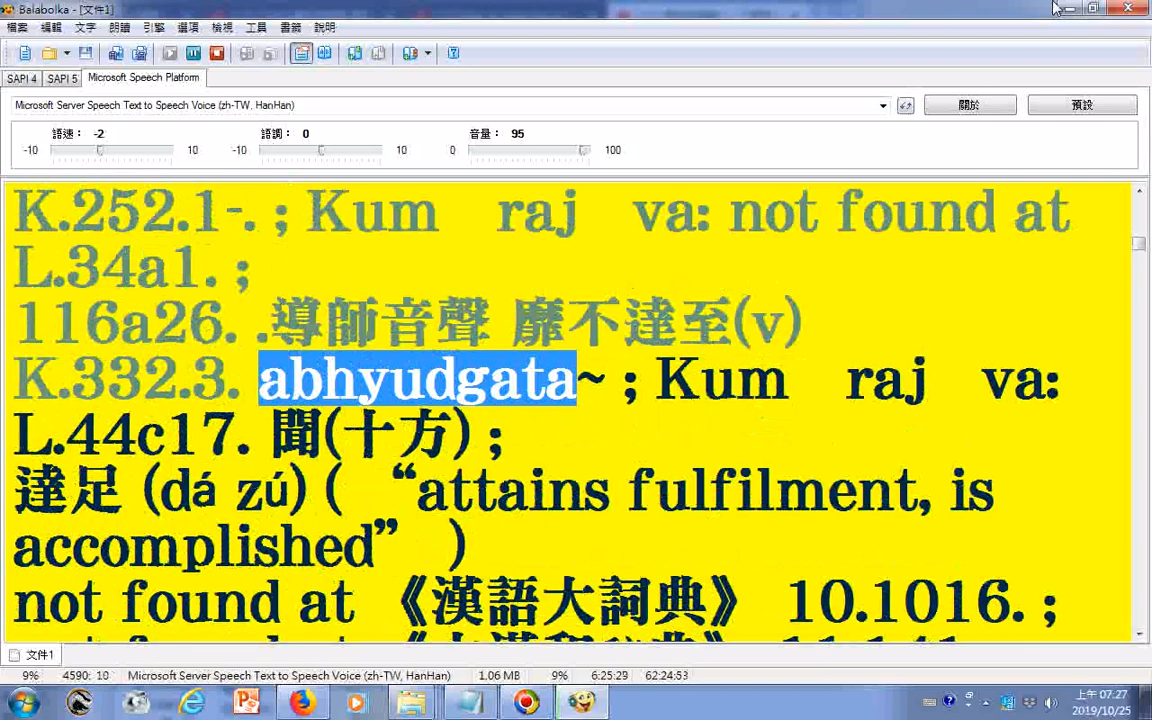 Balabolka - [文件1]
檔案 編輯 文字 朗讀 引擎 選項 檢視 工具 書籤 說明
SAPI 4 SAPI 5 Microsoft Speech Platform
Microsoft Server Speech Text to Speech Voice (zh-TW, HanHan) 關於 預設
語速： -2 語調： 0 音量： 95
-10 10 -10 10 0 100
K.252.1-. ; Kum raj va: not found at
L.34a1. ;
116a26. .導師音聲 靡不達至(v)
K.332.3. abhyudgata~ ; Kum raj va:
L.44c17. 聞(十方) ;
達足 (dá zú) ( “attains fulfilment, is
accomplished” )
not found at 《漢語大詞典》 10.1016. ;
文件1
9% 4590: 10 Microsoft Server Speech Text to Speech Voice (zh-TW, HanHan) 1.06 MB 9% 6:25:29 62:24:53
上午 07:27
2019/10/25